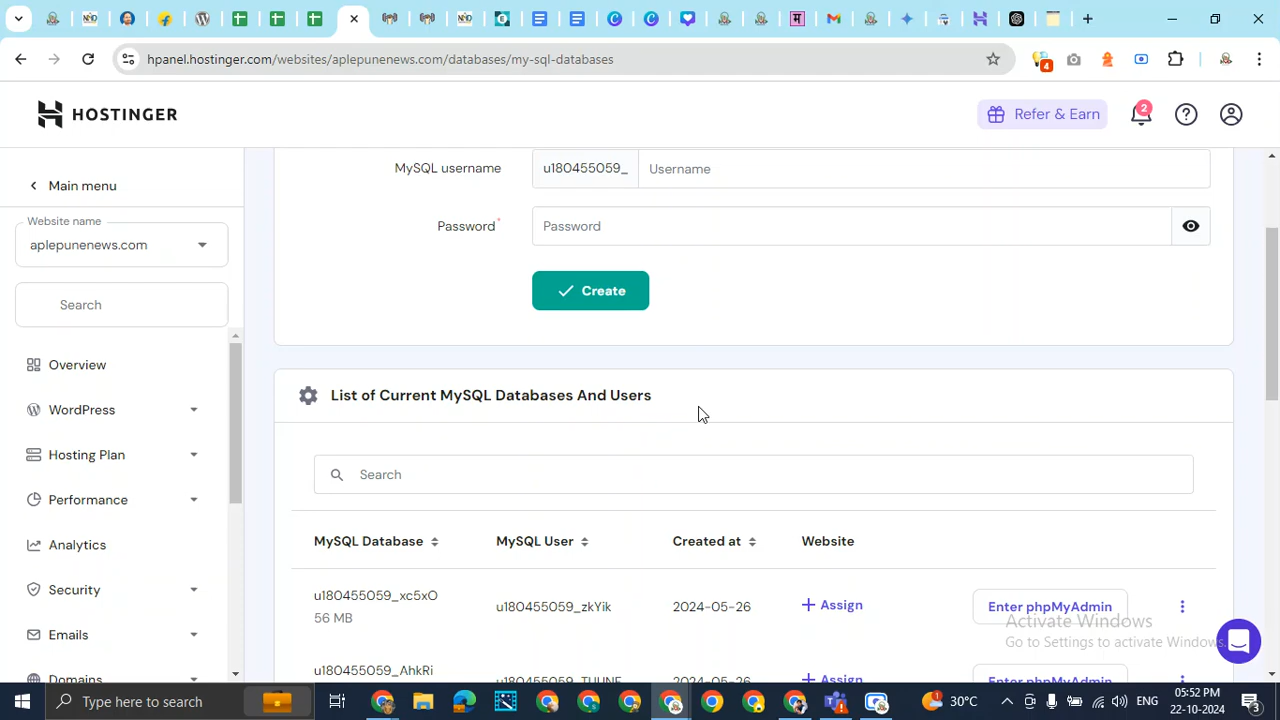 hpanel.hostinger.com/websites/aplepunenews.com/databases/my-sql-databases
4
HOSTINGER
Refer & Earn
2
Main menu
Website name
aplepunenews.com
Search
Overview
WordPress
Hosting Plan
Performance
Analytics
Security
Emails
Domains
MySQL username
u180455059_
Username
Password*
Password
Create
List of Current MySQL Databases And Users
Search
MySQL Database
MySQL User
Created at
Website
u180455059_xc5xO
56 MB
u180455059_zkYik
2024-05-26
+ Assign
Enter phpMyAdmin
u180455059_AhkRi
2024-05-26
+ Assign
Enter phpMyAdmin
Activate Windows
Go to Settings to activate Windows.
Type here to search
30°C
ENG
05:52 PM
22-10-2024
3